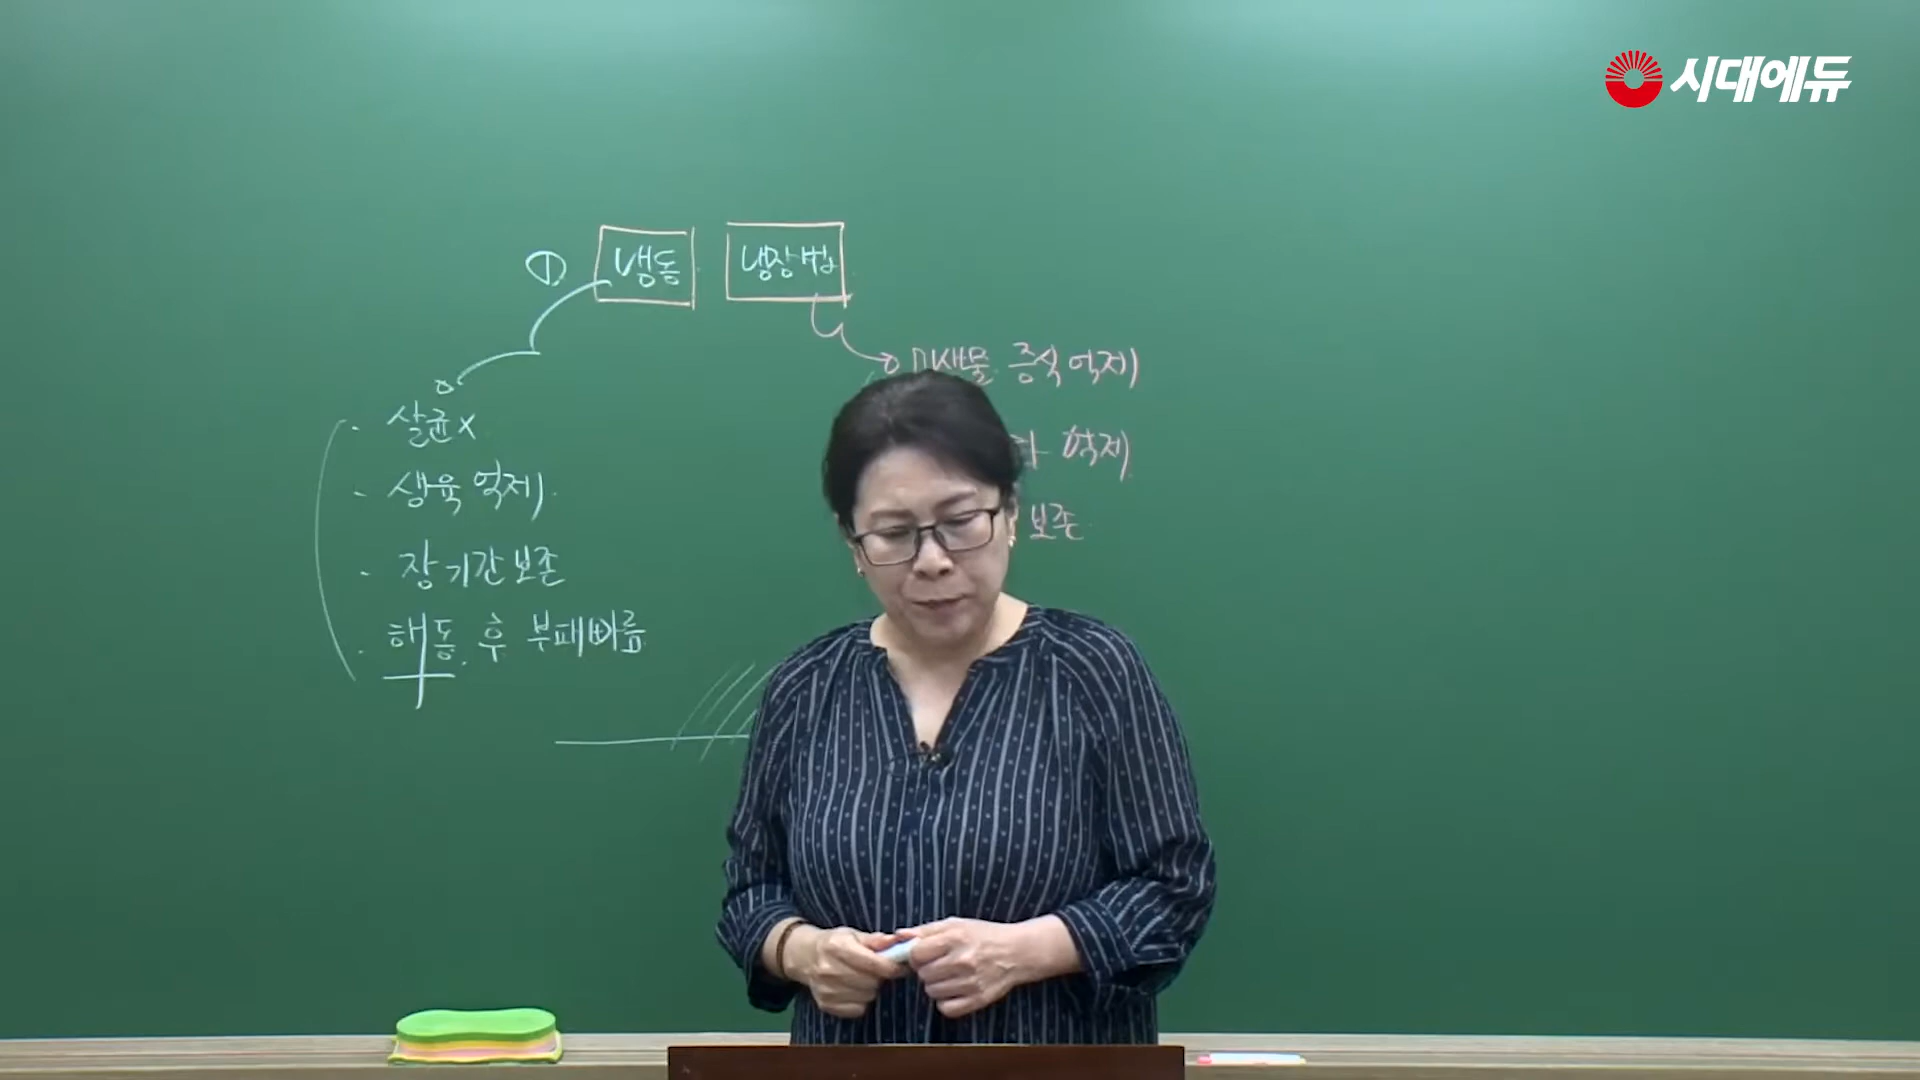 시대에듀
① 냉동 냉장법
미생물 증식 억제
살균 x
억제
· 생육 억제
보존
· 장기간 보존
· 해동 후 부패빠름